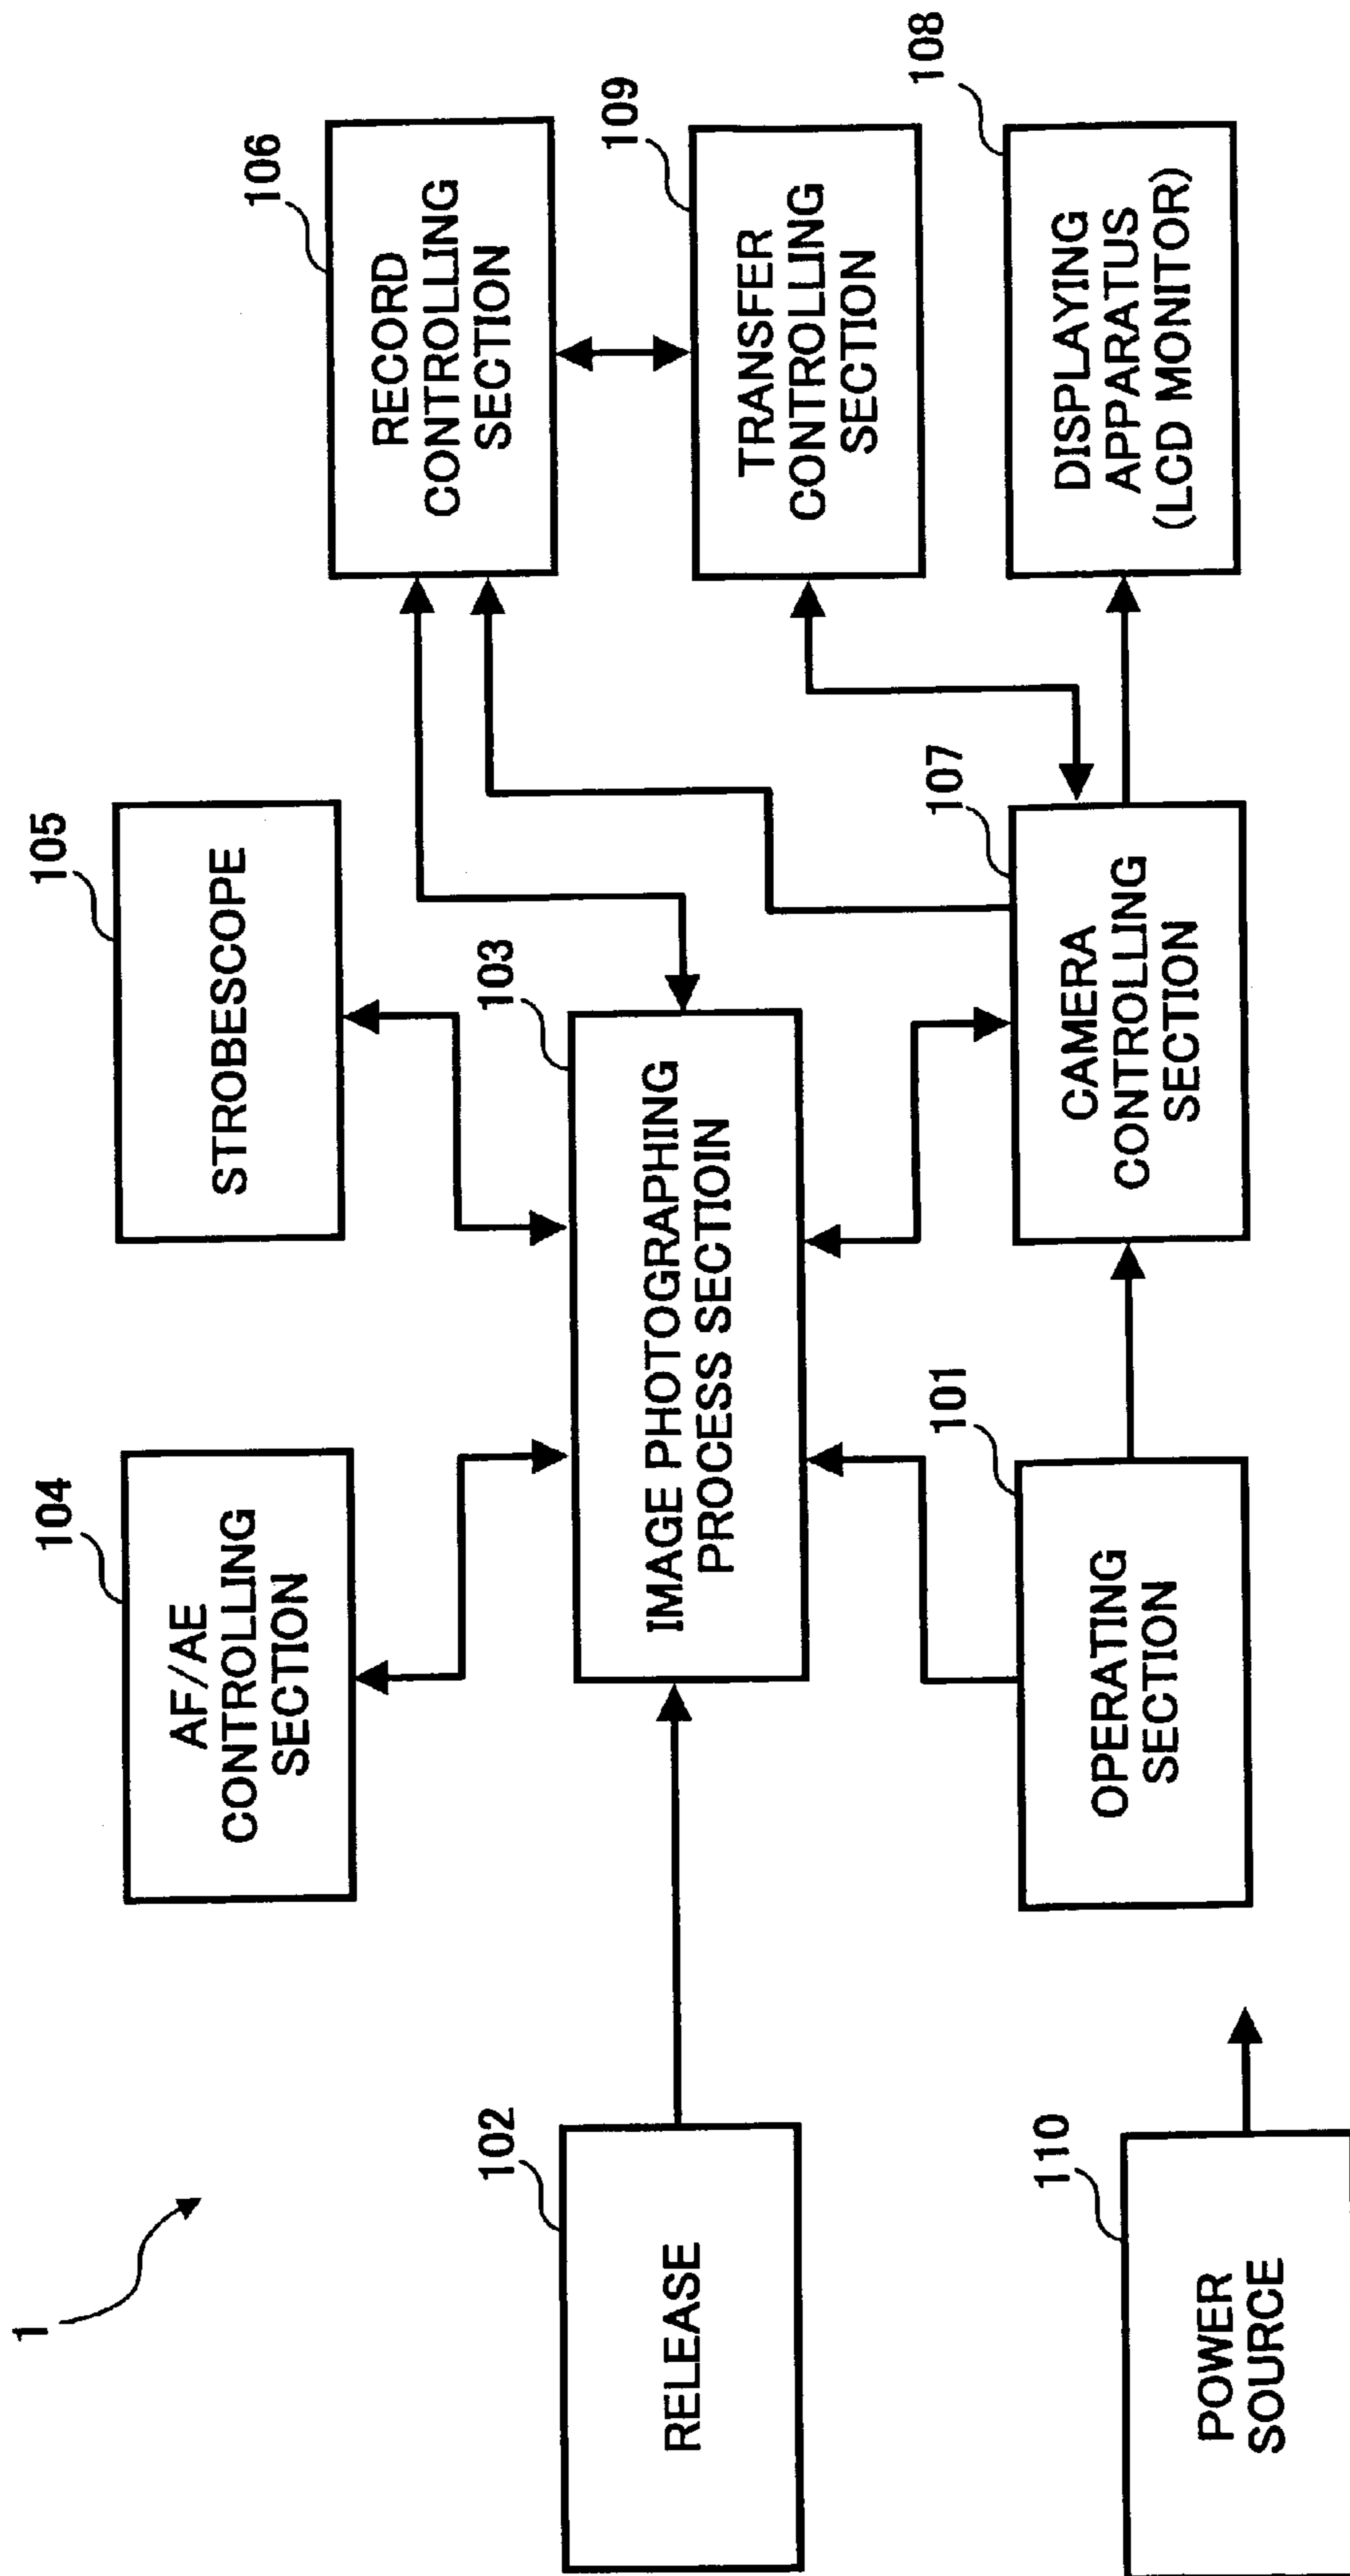 1
104
AF/AE
CONTROLLING
SECTION
105
STROBESCOPE
106
RECORD
CONTROLLING
SECTION
102
RELEASE
103
IMAGE PHOTOGRAPHING
PROCESS SECTIOIN
109
TRANSFER
CONTROLLING
SECTION
110
POWER
SOURCE
101
OPERATING
SECTION
107
CAMERA
CONTROLLING
SECTION
108
DISPLAYING
APPARATUS
(LCD MONITOR)